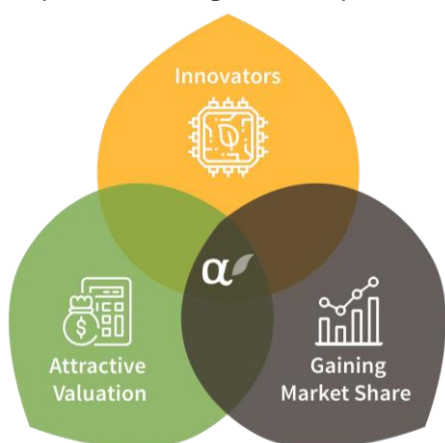 Innovators
α
$
Attractive
Valuation
Gaining
Market Share